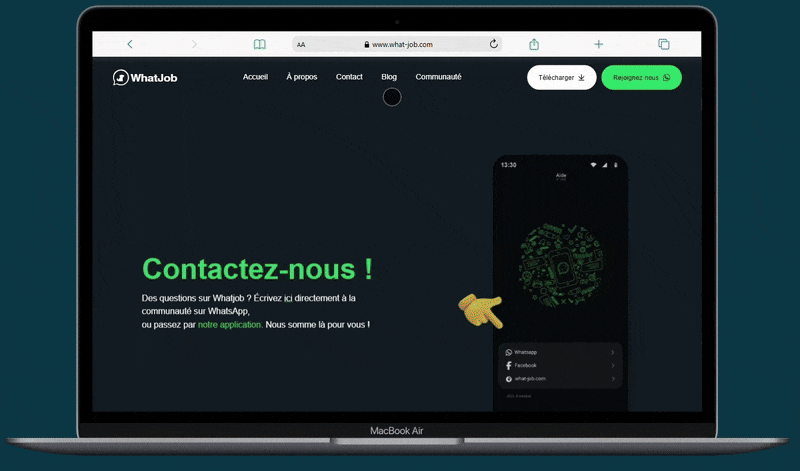 AA www.what-job.com
WhatJob Accueil À propos Contact Blog Communauté Télécharger Rejoignez nous
13:30
Aide
Contactez-nous !
Des questions sur Whatjob ? Écrivez ici directement à la
communauté sur WhatsApp,
ou passez par notre application. Nous somme là pour vous !
Whatsapp
Facebook
what-job.com
MacBook Air